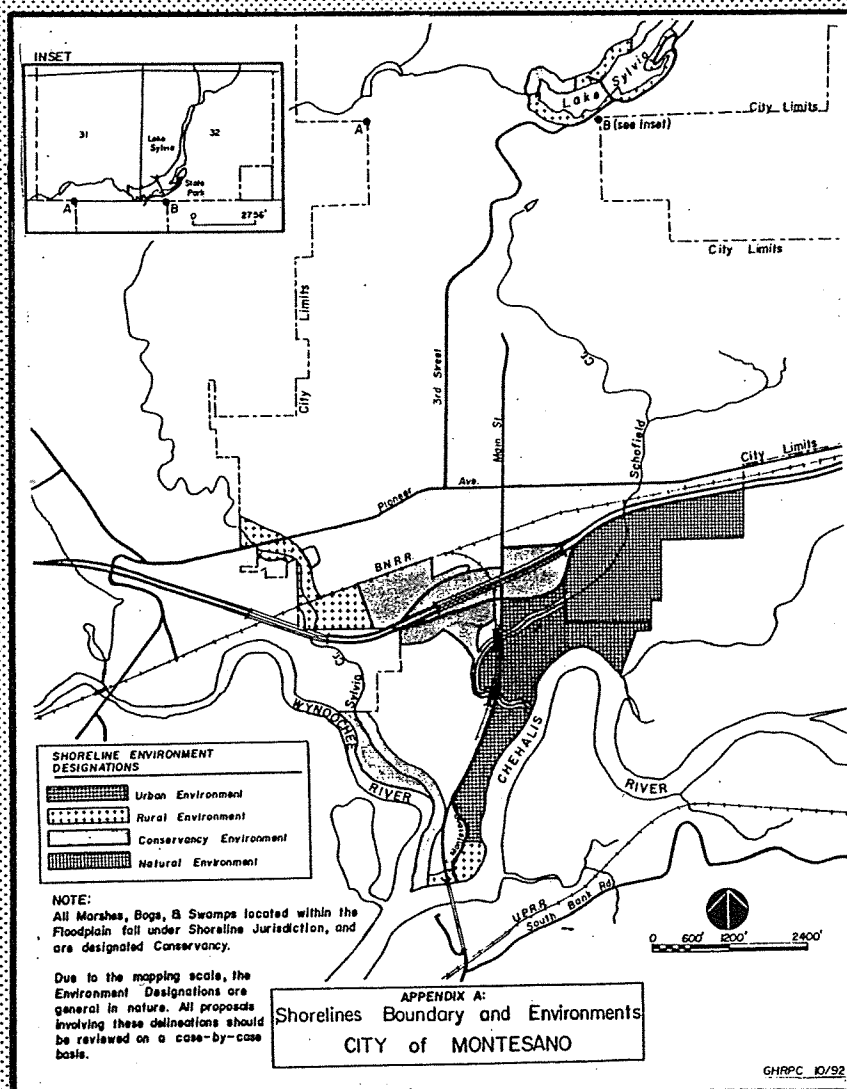 INSET
31
32
Lake
Sylvia
State
Park
A
B
0 2756'
Lake Sylvia
A
B (see inset)
City Limits
City Limits
City Limits
3rd Street
Main St.
Cr.
Schofield
City Limits
Pioneer Ave.
B.N.R.R.
Sylvia Cr.
WYNOOCHEE
RIVER
CHEHALIS
RIVER
Montesano
U.P.R.R.
South Bank Rd.
SHORELINE ENVIRONMENT
DESIGNATIONS
Urban Environment
Rural Environment
Conservancy Environment
Natural Environment
NOTE:
All Marshes, Bogs, & Swamps located within the
Floodplain fall under Shoreline Jurisdiction, and
are designated Conservancy.
Due to the mapping scale, the
Environment Designations are
general in nature. All proposals
involving these delineations should
be reviewed on a case-by-case
basis.
0 600' 1200' 2400'
APPENDIX A:
Shorelines Boundary and Environments
CITY of MONTESANO
GHRPC 10/92